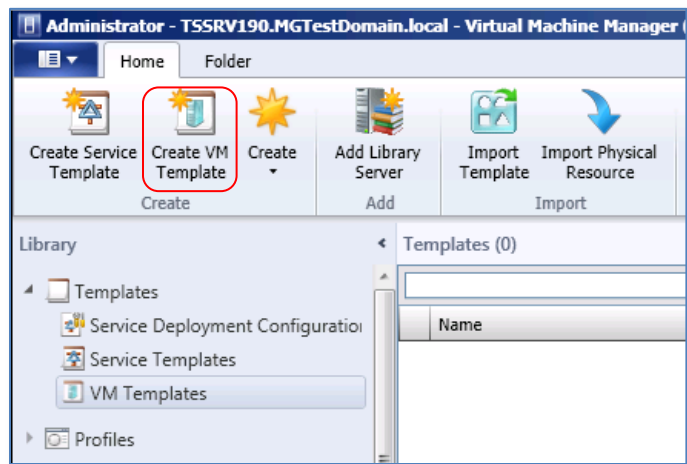 Administrator - TSSRV190.MGTestDomain.local - Virtual Machine Manager (
Home Folder
Create Service Template
Create VM Template
Create
Add Library Server
Import Template
Import Physical Resource
Create Add Import
Library
Templates (0)
Templates
Name
Service Deployment Configuration
Service Templates
VM Templates
Profiles